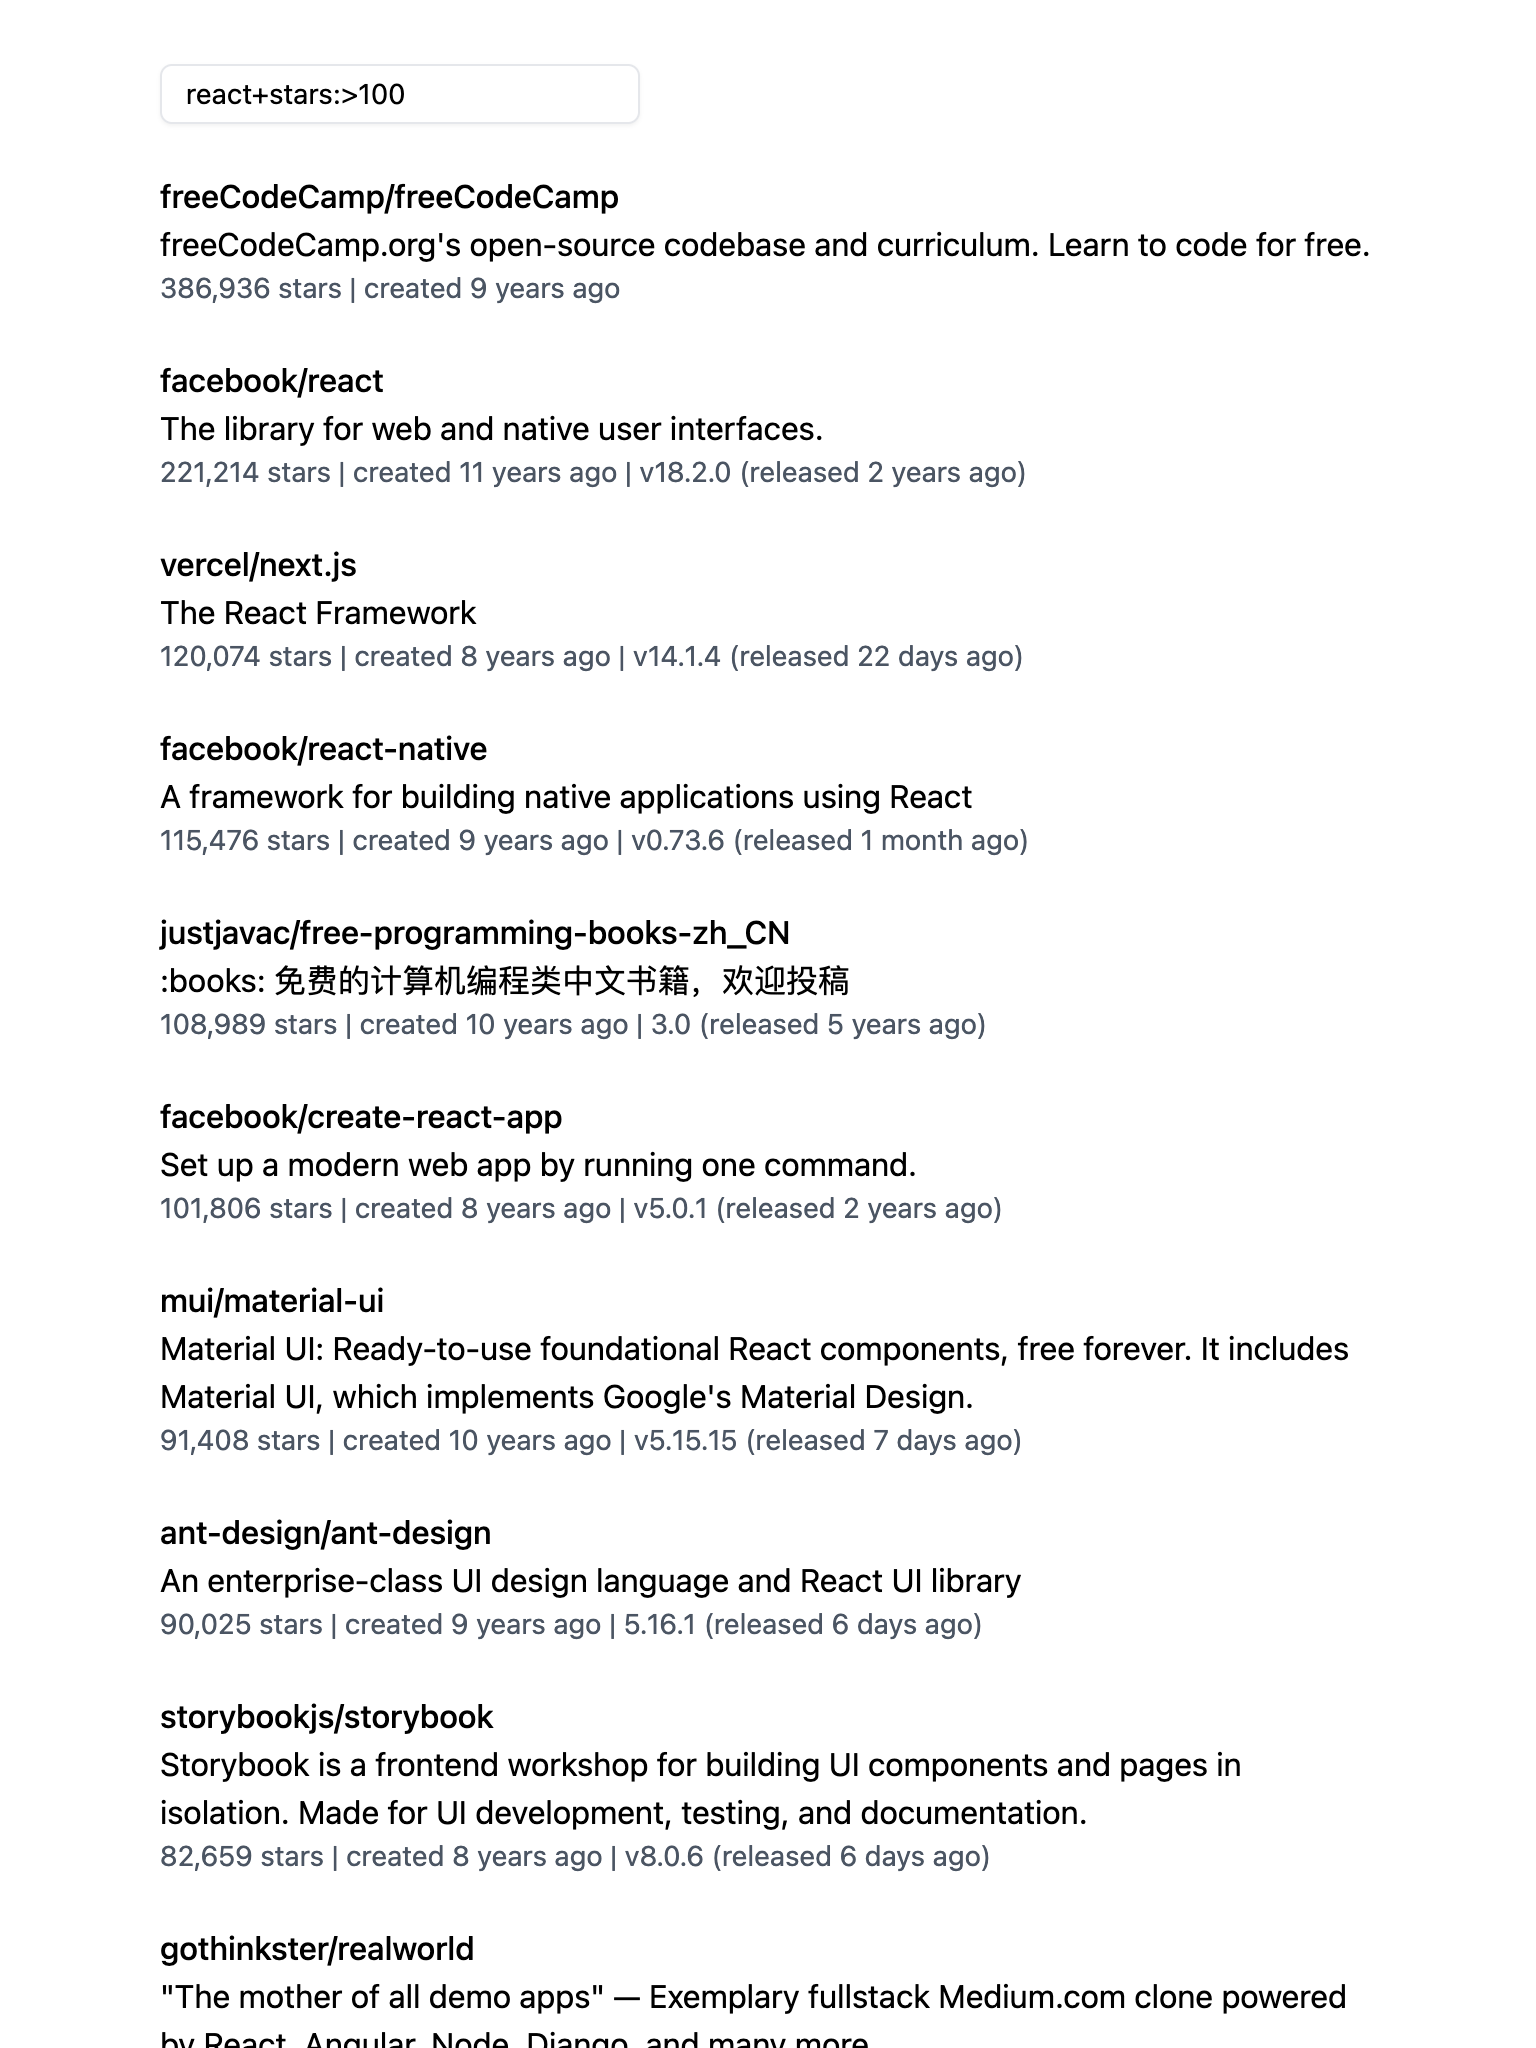 react+stars:>100
freeCodeCamp/freeCodeCamp
freeCodeCamp.org's open-source codebase and curriculum. Learn to code for free.
386,936 stars | created 9 years ago
facebook/react
The library for web and native user interfaces.
221,214 stars | created 11 years ago | v18.2.0 (released 2 years ago)
vercel/next.js
The React Framework
120,074 stars | created 8 years ago | v14.1.4 (released 22 days ago)
facebook/react-native
A framework for building native applications using React
115,476 stars | created 9 years ago | v0.73.6 (released 1 month ago)
justjavac/free-programming-books-zh_CN
:books: 免费的计算机编程类中文书籍，欢迎投稿
108,989 stars | created 10 years ago | 3.0 (released 5 years ago)
facebook/create-react-app
Set up a modern web app by running one command.
101,806 stars | created 8 years ago | v5.0.1 (released 2 years ago)
mui/material-ui
Material UI: Ready-to-use foundational React components, free forever. It includes
Material UI, which implements Google's Material Design.
91,408 stars | created 10 years ago | v5.15.15 (released 7 days ago)
ant-design/ant-design
An enterprise-class UI design language and React UI library
90,025 stars | created 9 years ago | 5.16.1 (released 6 days ago)
storybookjs/storybook
Storybook is a frontend workshop for building UI components and pages in
isolation. Made for UI development, testing, and documentation.
82,659 stars | created 8 years ago | v8.0.6 (released 6 days ago)
gothinkster/realworld
"The mother of all demo apps" — Exemplary fullstack Medium.com clone powered
by React, Angular, Node, Django, and many more